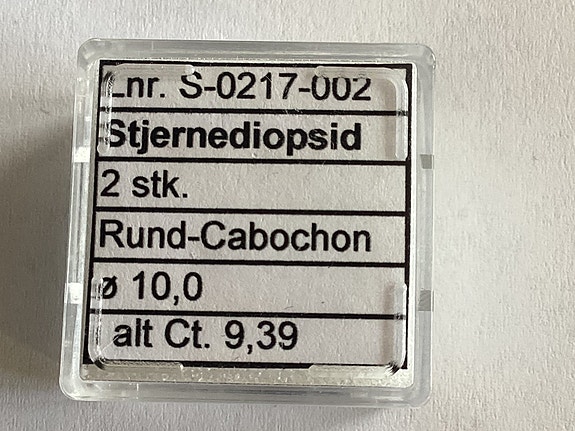 Lnr. S-0217-002
Stjernediopsid
2 stk.
Rund-Cabochon
ø 10,0
alt Ct. 9,39